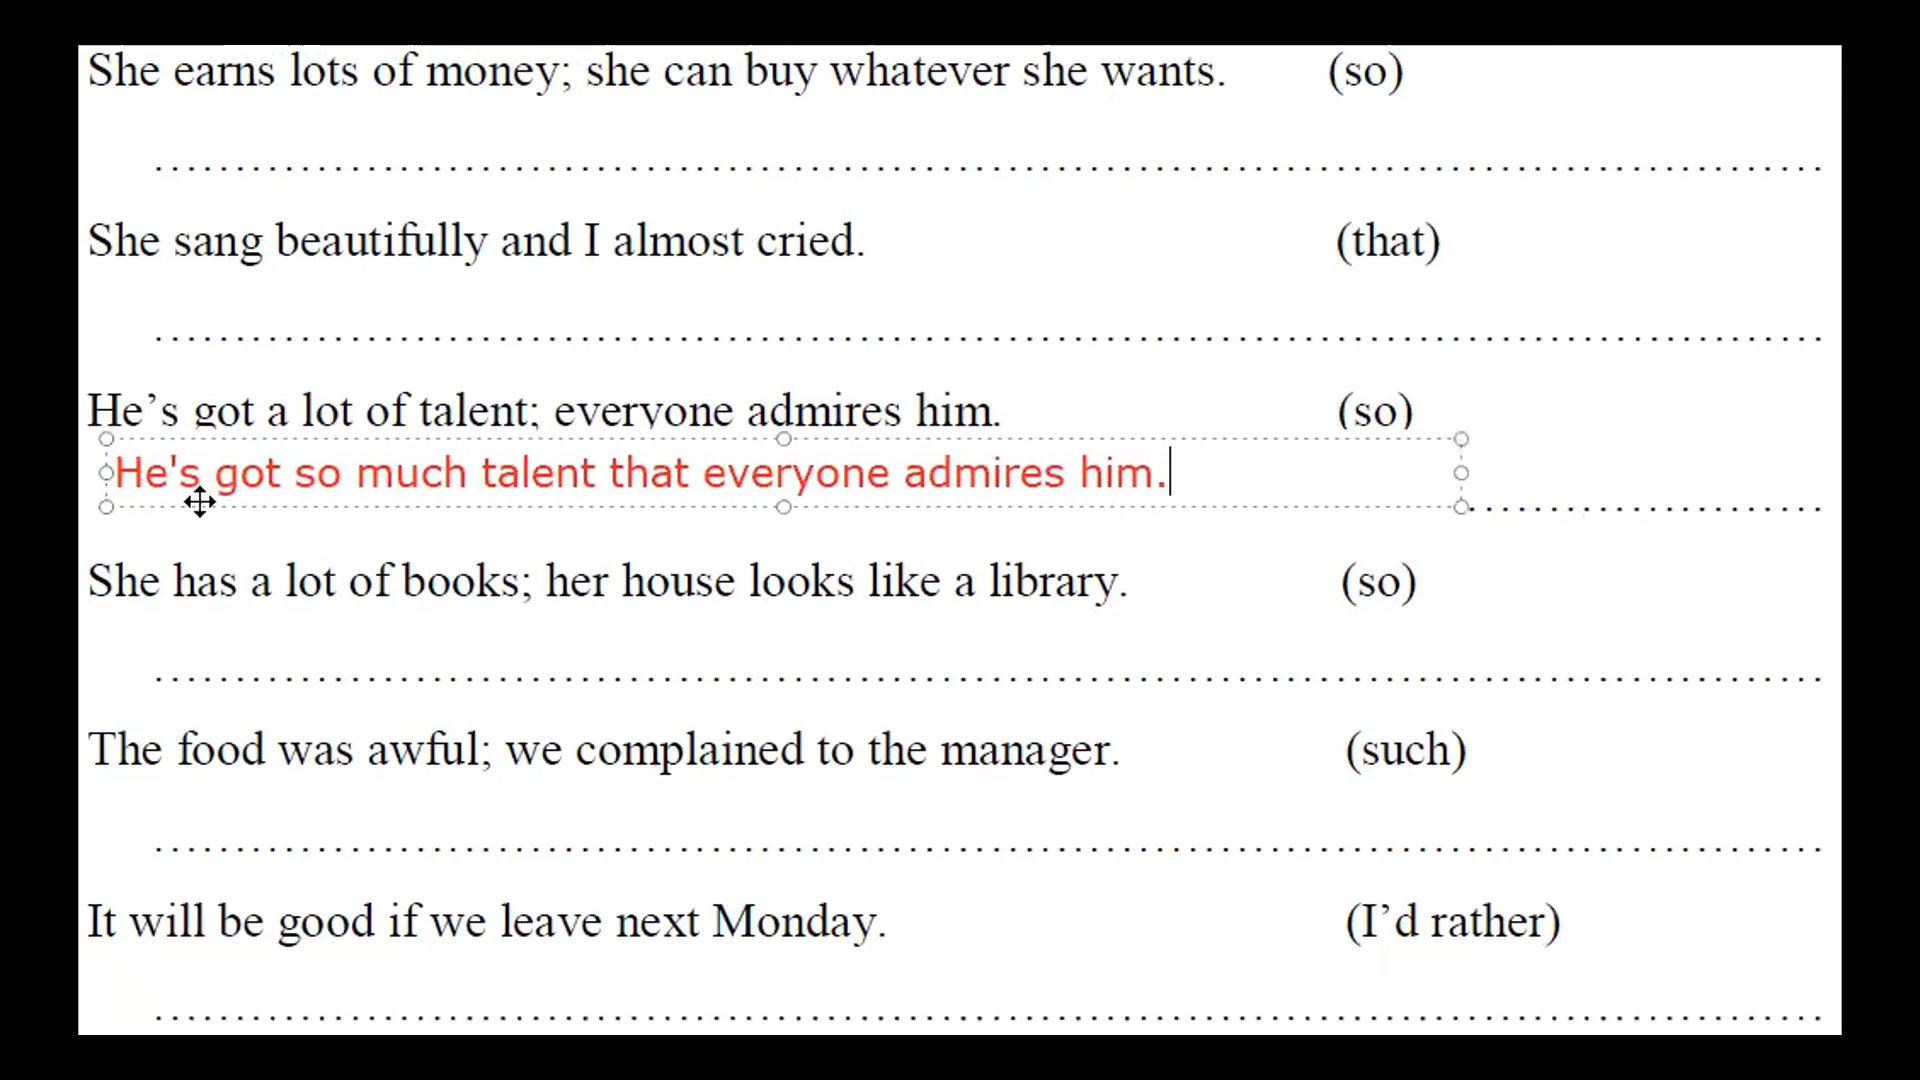 She earns lots of money; she can buy whatever she wants. (so)
................................................................................
She sang beautifully and I almost cried. (that)
................................................................................
He’s got a lot of talent; everyone admires him. (so)
He's got so much talent that everyone admires him.
......................
She has a lot of books; her house looks like a library. (so)
................................................................................
The food was awful; we complained to the manager. (such)
................................................................................
It will be good if we leave next Monday. (I’d rather)
................................................................................